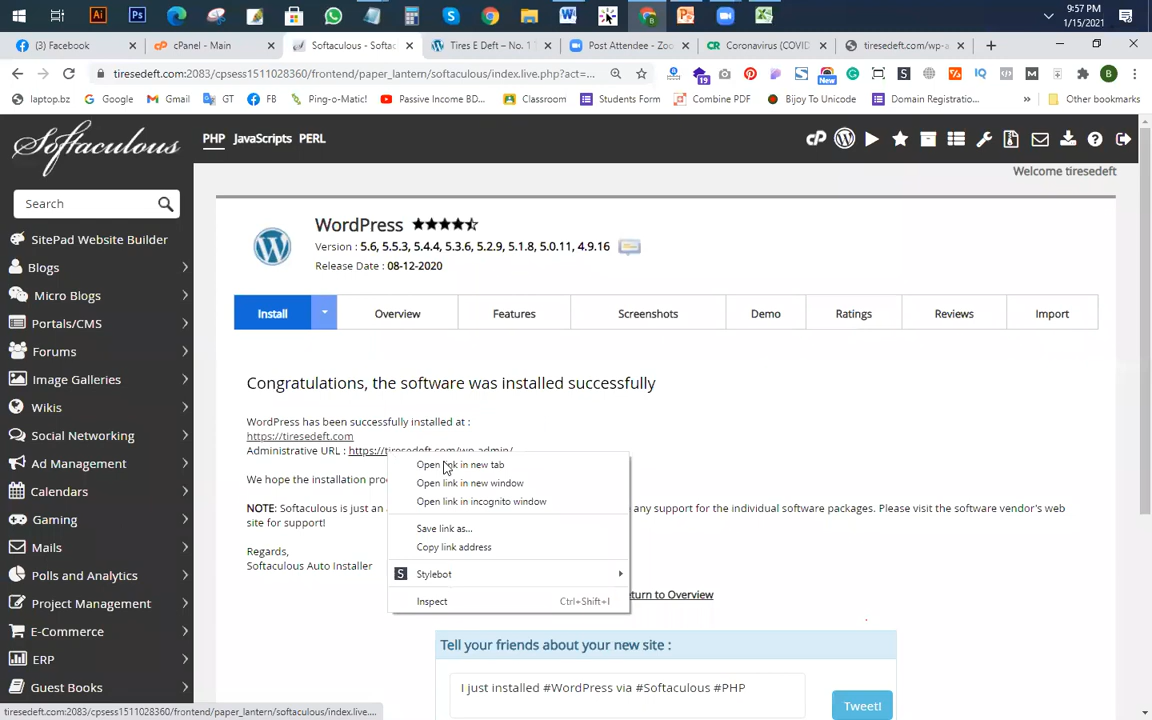 9:57 PM
1/15/2021
(3) Facebook
cPanel - Main
Softaculous - Softac
Tires E Deft – No. 1
Post Attendee - Zoo
Coronavirus (COVID
tiresedeft.com/wp-a
tiresedeft.com:2083/cpsess1511028360/frontend/paper_lantern/softaculous/index.live.php?act=...
19
New
IQ
B
laptop.bz
Google
Gmail
GT
FB
Ping-o-Matic!
Passive Income BD...
Classroom
Students Form
Combine PDF
Bijoy To Unicode
Domain Registratio...
Other bookmarks
Softaculous
PHP JavaScripts PERL
Welcome tiresedeft
Search
SitePad Website Builder
Blogs
Micro Blogs
Portals/CMS
Forums
Image Galleries
Wikis
Social Networking
Ad Management
Calendars
Gaming
Mails
Polls and Analytics
Project Management
E-Commerce
ERP
Guest Books
WordPress
Version : 5.6, 5.5.3, 5.4.4, 5.3.6, 5.2.9, 5.1.8, 5.0.11, 4.9.16
Release Date : 08-12-2020
Install
Overview
Features
Screenshots
Demo
Ratings
Reviews
Import
Congratulations, the software was installed successfully
WordPress has been successfully installed at :
https://tiresedeft.com
Administrative URL : https://tiresedeft.com/wp-admin/
We hope the installation pro
NOTE: Softaculous is just an any support for the individual software packages. Please visit the software vendor's web
site for support!
Regards,
Softaculous Auto Installer
Open link in new tab
Open link in new window
Open link in incognito window
Save link as...
Copy link address
Stylebot
Inspect Ctrl+Shift+I
turn to Overview
Tell your friends about your new site :
I just installed #WordPress via #Softaculous #PHP
Tweet!
tiresedeft.com:2083/cpsess1511028360/frontend/paper_lantern/softaculous/index.live....